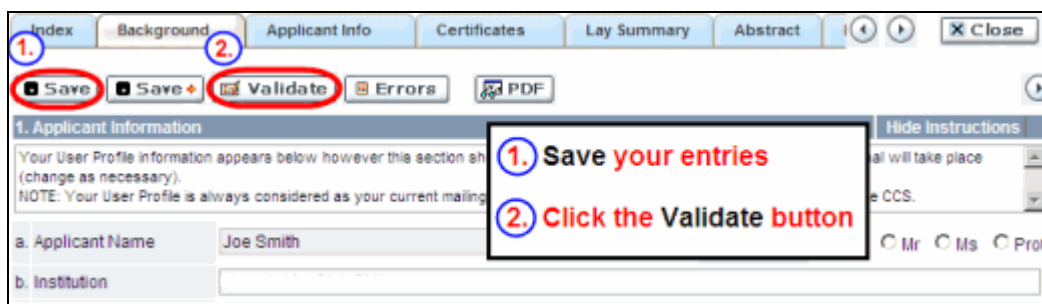 Index Background Applicant Info Certificates Lay Summary Abstract Close
1. 2.
Save Save Validate Errors PDF
1. Applicant Information Hide Instructions
Your User Profile information appears below however this section sh al will take place
(change as necessary).
NOTE: Your User Profile is always considered as your current mailing e CCS.
1. Save your entries
2. Click the Validate button
a. Applicant Name Joe Smith Mr Ms Prof
b. Institution